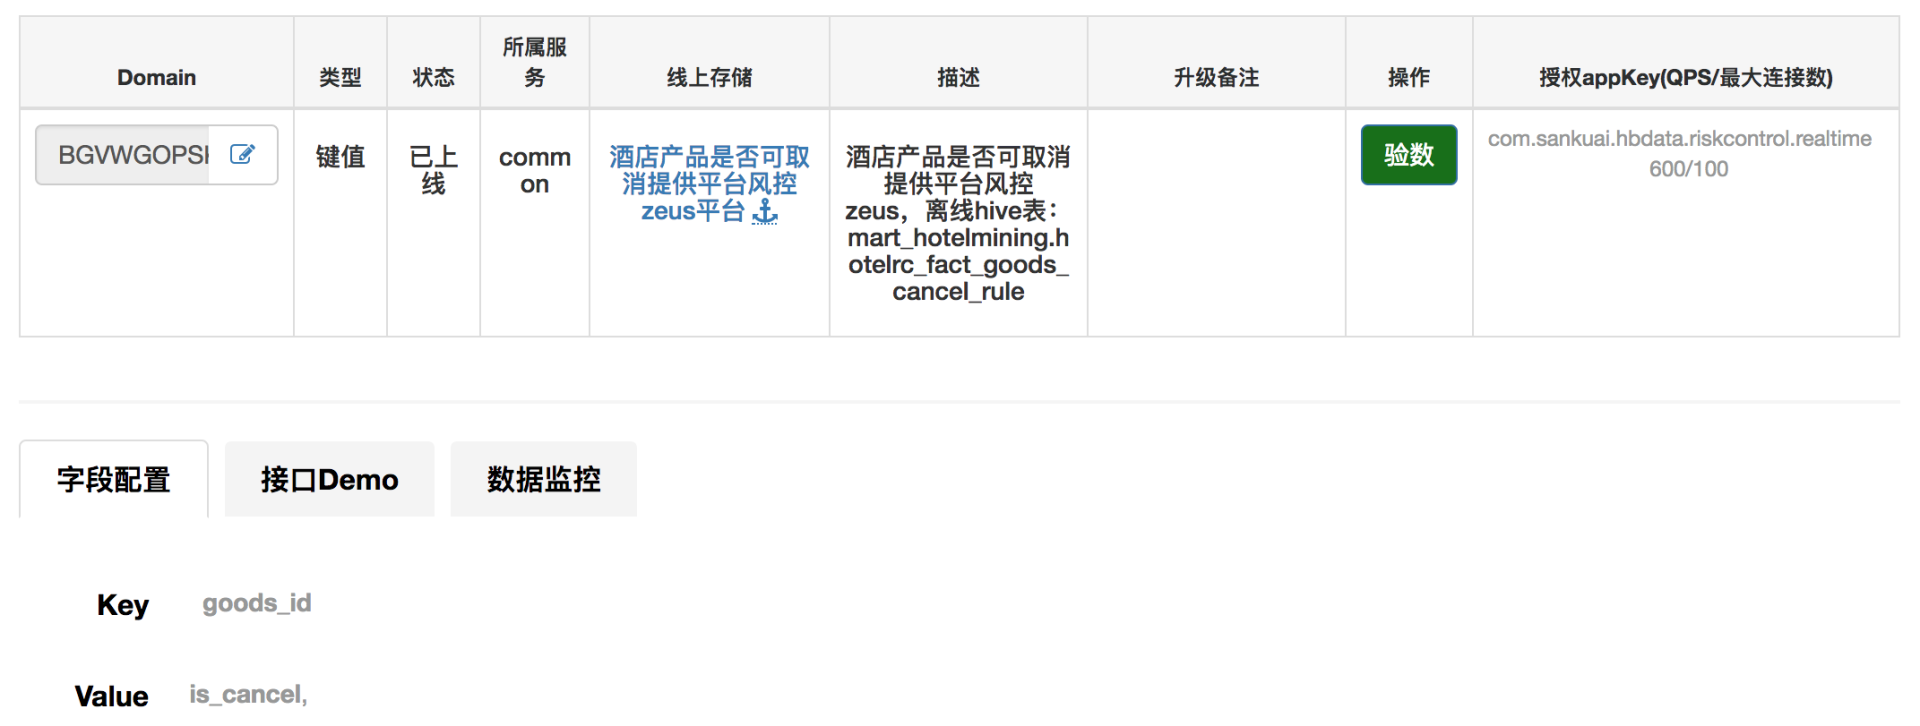 Domain
类型
状态
所属服
务
线上存储
描述
升级备注
操作
授权appKey(QPS/最大连接数)
BGVWGOPS
键值
已上
线
comm
on
酒店产品是否可取
消提供平台风控
zeus平台
酒店产品是否可取消
提供平台风控
zeus，离线hive表：
mart_hotelmining.h
otelrc_fact_goods_
cancel_rule
验数
com.sankuai.hbdata.riskcontrol.realtime
600/100
字段配置
接口Demo
数据监控
Key
goods_id
Value
is_cancel,